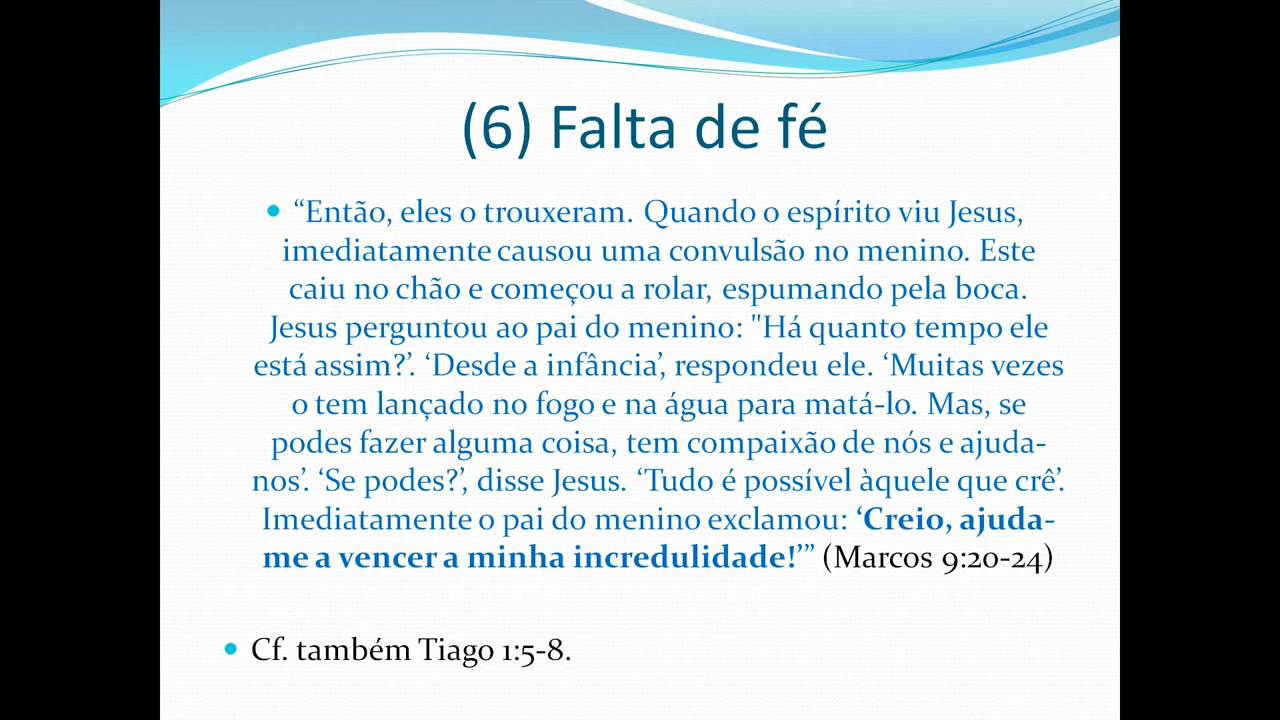 (6) Falta de fé
• “Então, eles o trouxeram. Quando o espírito viu Jesus,
imediatamente causou uma convulsão no menino. Este
caiu no chão e começou a rolar, espumando pela boca.
Jesus perguntou ao pai do menino: "Há quanto tempo ele
está assim?’. ‘Desde a infância’, respondeu ele. ‘Muitas vezes
o tem lançado no fogo e na água para matá-lo. Mas, se
podes fazer alguma coisa, tem compaixão de nós e ajuda-
nos’. ‘Se podes?’, disse Jesus. ‘Tudo é possível àquele que crê’.
Imediatamente o pai do menino exclamou: ‘Creio, ajuda-
me a vencer a minha incredulidade!’” (Marcos 9:20-24)
• Cf. também Tiago 1:5-8.